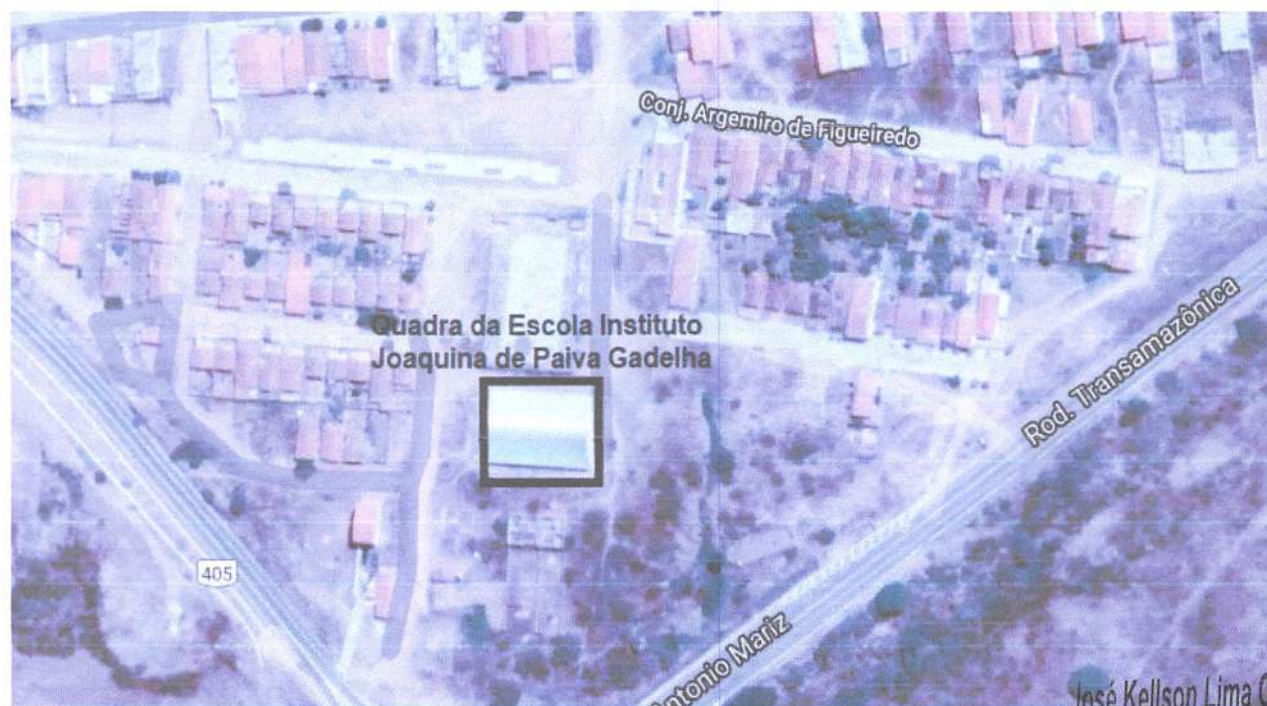 Conj. Argemiro de Figueiredo
Quadra da Escola Instituto
Joaquina de Paiva Gadelha
Rod. Transamazônica
405
Antonio Mariz
José Kellson Lima